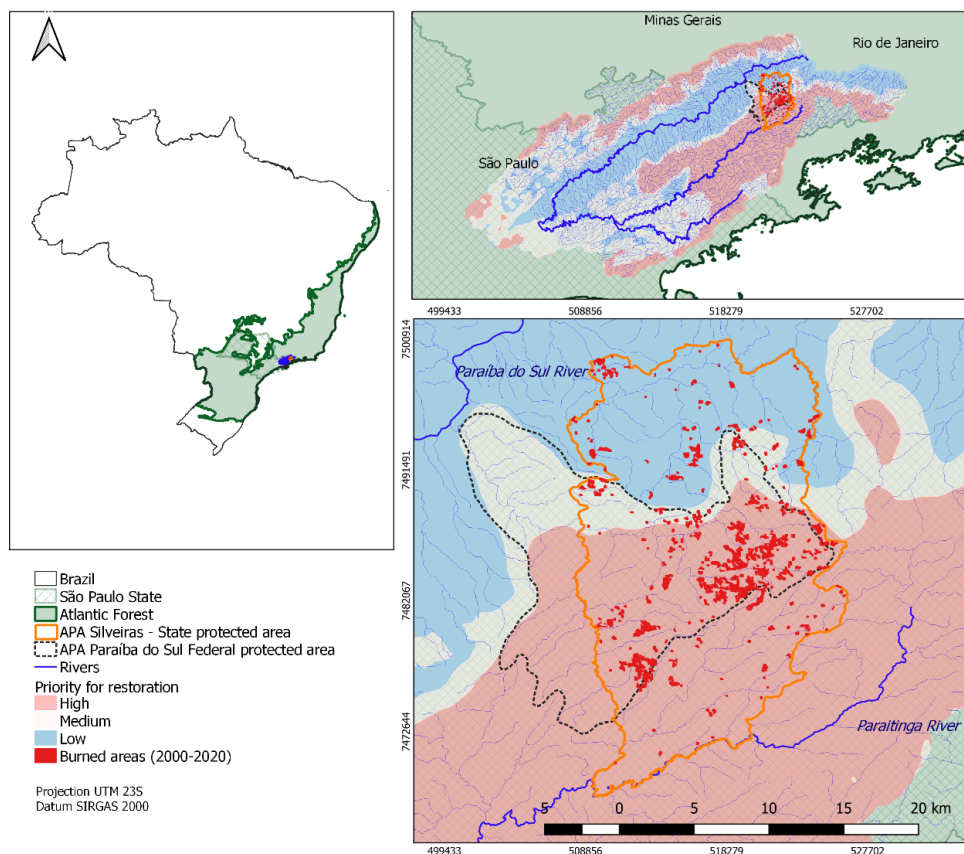 Minas Gerais
Rio de Janeiro
São Paulo
499433
508856
518279
527702
7500914
7491491
7482067
7472644
Paraíba do Sul River
Paraitinga River
5 0 5 10 15 20 km
499433
508856
518279
527702
Brazil
São Paulo State
Atlantic Forest
APA Silveiras - State protected area
APA Paraíba do Sul Federal protected area
Rivers
Priority for restoration
High
Medium
Low
Burned areas (2000-2020)
Projection UTM 23S
Datum SIRGAS 2000